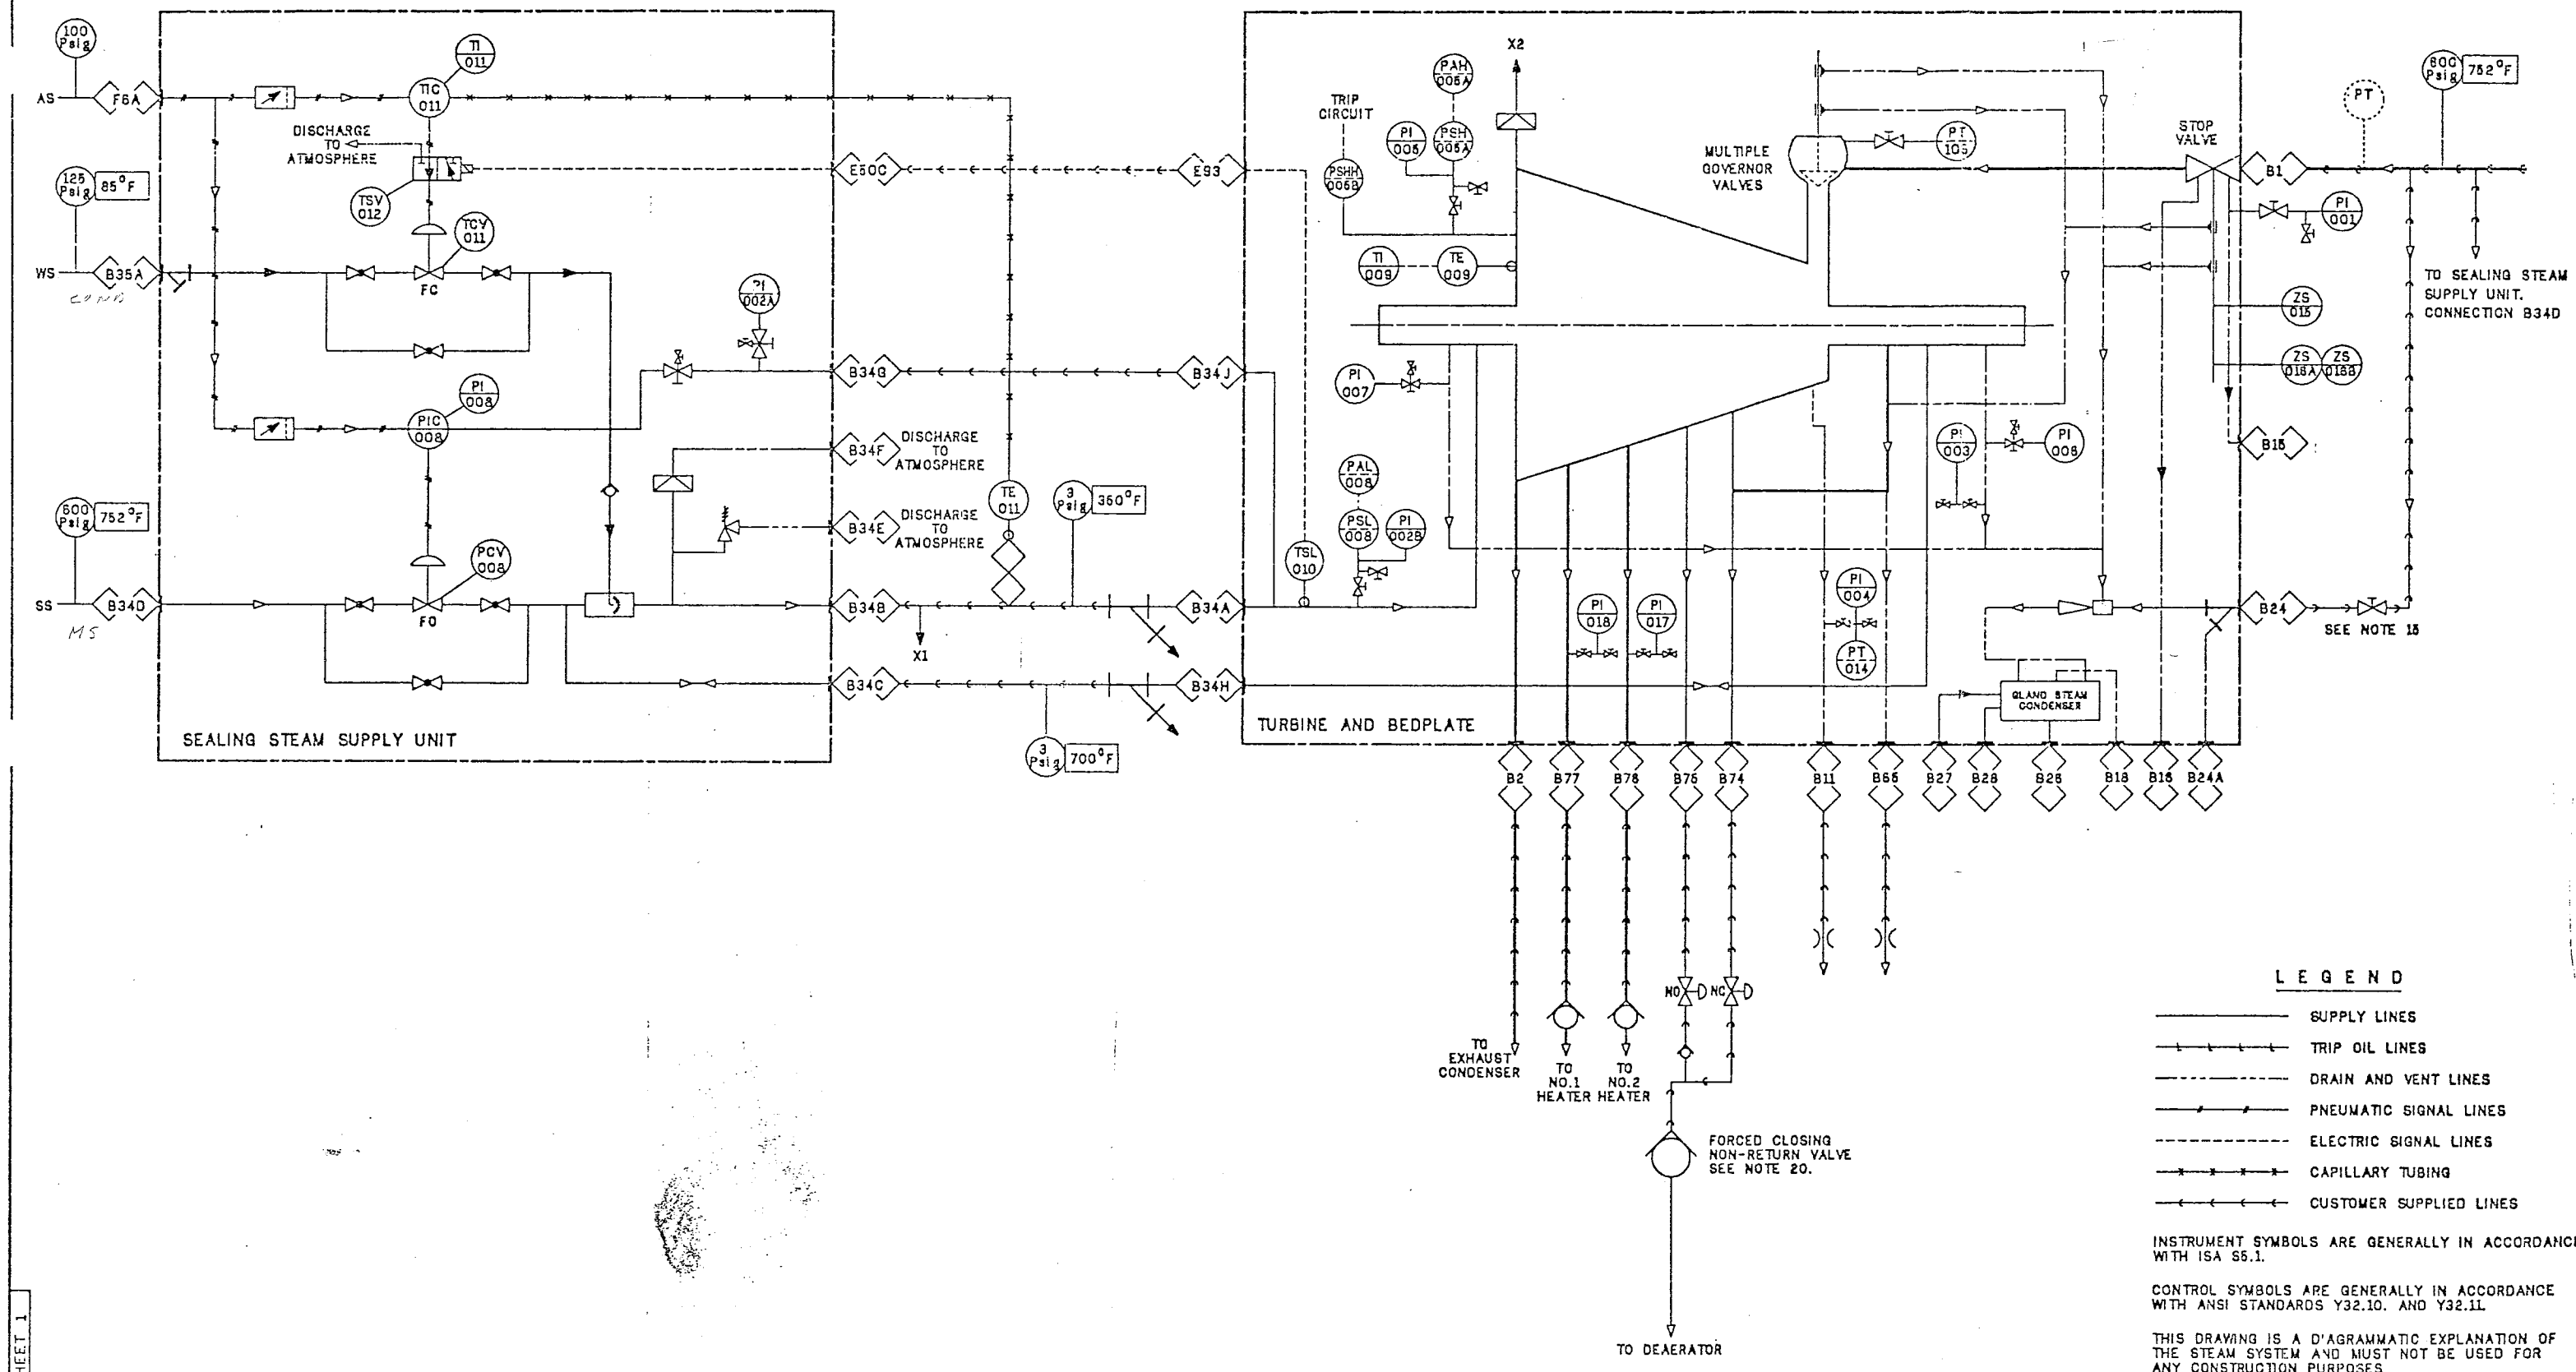 100
Psig
AS
F6A
TI
011
TIC
011
DISCHARGE
TO
ATMOSPHERE
TSV
012
125
Psig
85°F
TCV
011
WS
B35A
COND
FC
PI
002A
PI
008
PIC
008
600
Psig
752°F
PCV
008
SS
B34D
MS
FO
SEALING STEAM SUPPLY UNIT
E50C
E93
B34G
B34J
B34F
DISCHARGE
TO
ATMOSPHERE
B34E
DISCHARGE
TO
ATMOSPHERE
TE
011
3
Psig
350°F
B34B
B34A
X1
B34C
B34H
3
Psig
700°F
X2
PAH
005A
TRIP
CIRCUIT
PI
005
PSH
005A
PSHH
005B
TI
009
TE
009
MULTIPLE
GOVERNOR
VALVES
PT
105
STOP
VALVE
B1
PT
600
Psig
752°F
PI
001
TO SEALING STEAM
SUPPLY UNIT.
CONNECTION B34D
ZS
015
ZS
016A
ZS
016B
PI
007
PI
003
PI
006
B15
PAL
008
PSL
008
PI
002B
TSL
010
PI
018
PI
017
PI
004
PT
014
B24
SEE NOTE 15
GLAND STEAM
CONDENSER
TURBINE AND BEDPLATE
B2
B77
B76
B75
B74
B11
B66
B27
B28
B26
B18
B16
B24A
NO
NC
TO
EXHAUST
CONDENSER
TO
NO.1
HEATER
TO
NO.2
HEATER
FORCED CLOSING
NON-RETURN VALVE
SEE NOTE 20.
TO DEAERATOR
LEGEND
SUPPLY LINES
TRIP OIL LINES
DRAIN AND VENT LINES
PNEUMATIC SIGNAL LINES
ELECTRIC SIGNAL LINES
CAPILLARY TUBING
CUSTOMER SUPPLIED LINES
INSTRUMENT SYMBOLS ARE GENERALLY IN ACCORDANCE
WITH ISA S5.1.
CONTROL SYMBOLS ARE GENERALLY IN ACCORDANCE
WITH ANSI STANDARDS Y32.10. AND Y32.11.
THIS DRAWING IS A D'AGRAMMATIC EXPLANATION OF
THE STEAM SYSTEM AND MUST NOT BE USED FOR
ANY CONSTRUCTION PURPOSES
HEET 1